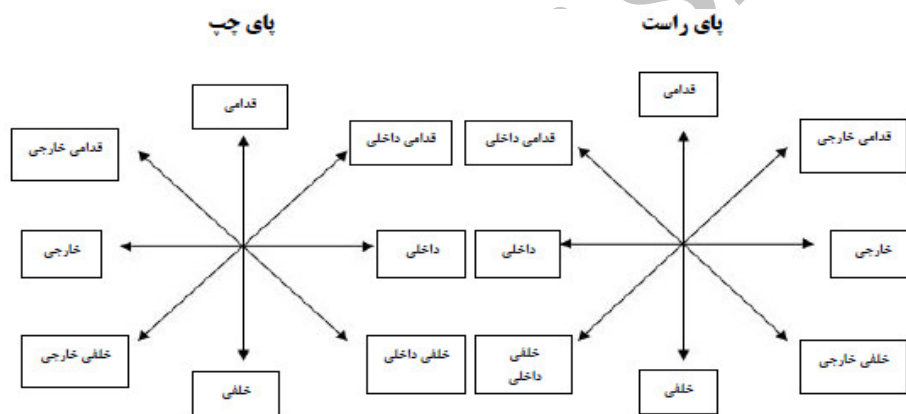 پای راست
پای چپ
قدامی
قدامی خارجی
قدامی داخلی
خارجی
داخلی
خلفی خارجی
خلفی
داخلی
خلفی
قدامی
قدامی داخلی
قدامی خارجی
داخلی
خارجی
خلفی داخلی
خلفی خارجی
خلفی